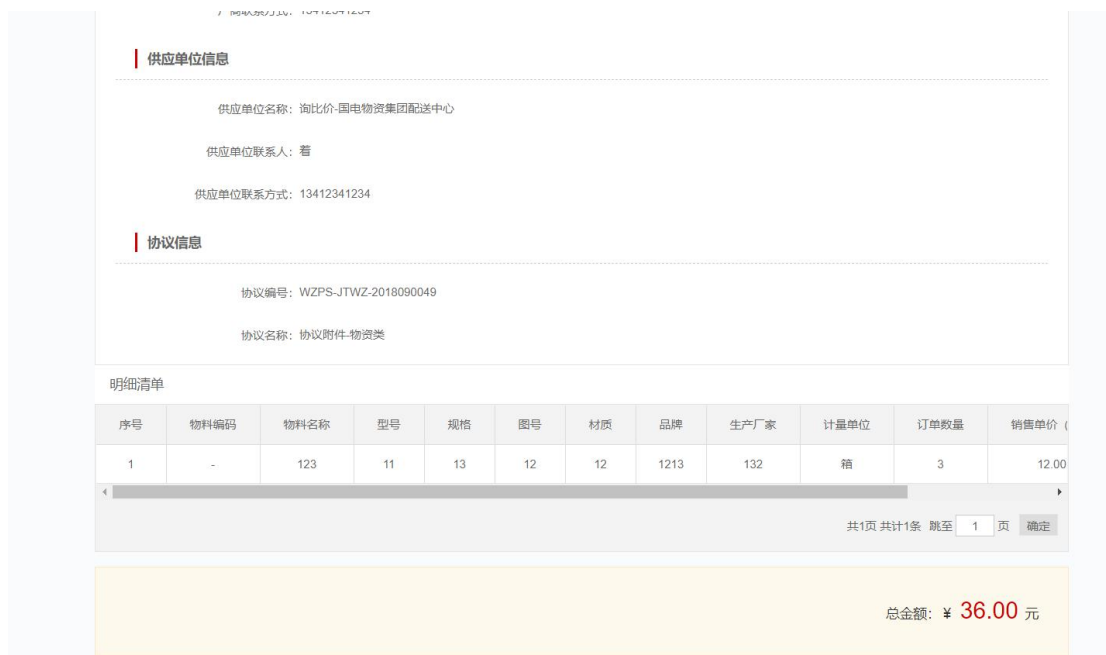 供应单位信息
供应单位名称: 询比价-国电物资集团配送中心
供应单位联系人: 着
供应单位联系方式: 13412341234
协议信息
协议编号: WZPS-JTWZ-2018090049
协议名称: 协议附件-物资类
明细清单
序号 物料编码 物料名称 型号 规格 图号 材质 品牌 生产厂家 计量单位 订单数量 销售单价（
1 - 123 11 13 12 12 1213 132 箱 3 12.00
共1页 共计1条 跳至 1 页 确定
总金额: ¥ 36.00 元